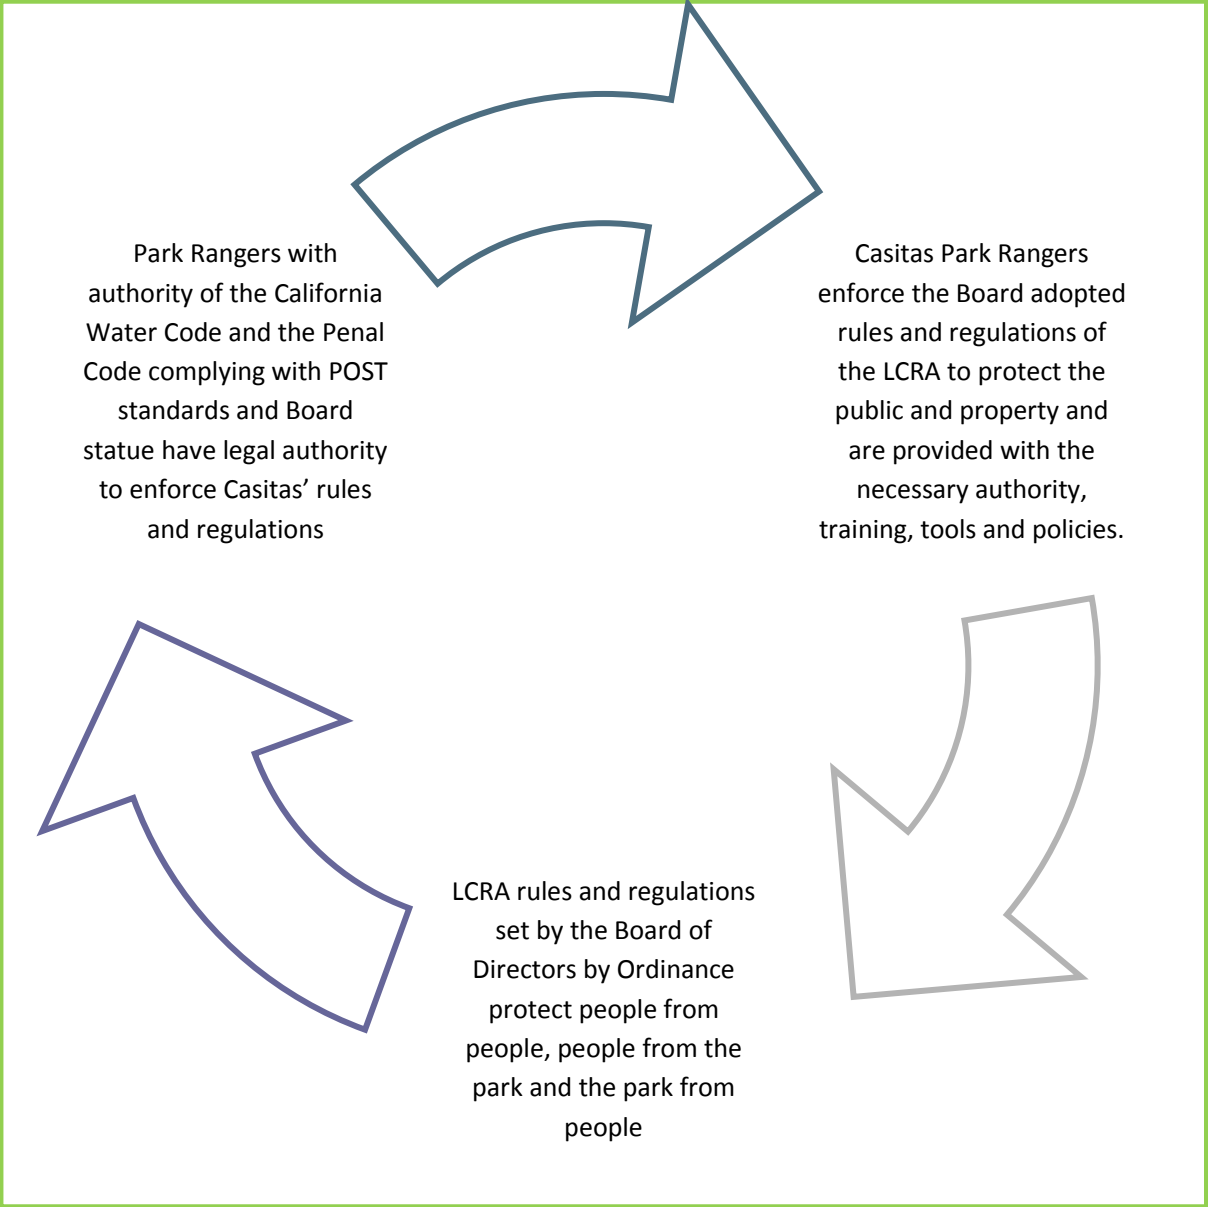 Park Rangers with
authority of the California
Water Code and the Penal
Code complying with POST
standards and Board
statue have legal authority
to enforce Casitas’ rules
and regulations
Casitas Park Rangers
enforce the Board adopted
rules and regulations of
the LCRA to protect the
public and property and
are provided with the
necessary authority,
training, tools and policies.
LCRA rules and regulations
set by the Board of
Directors by Ordinance
protect people from
people, people from the
park and the park from
people